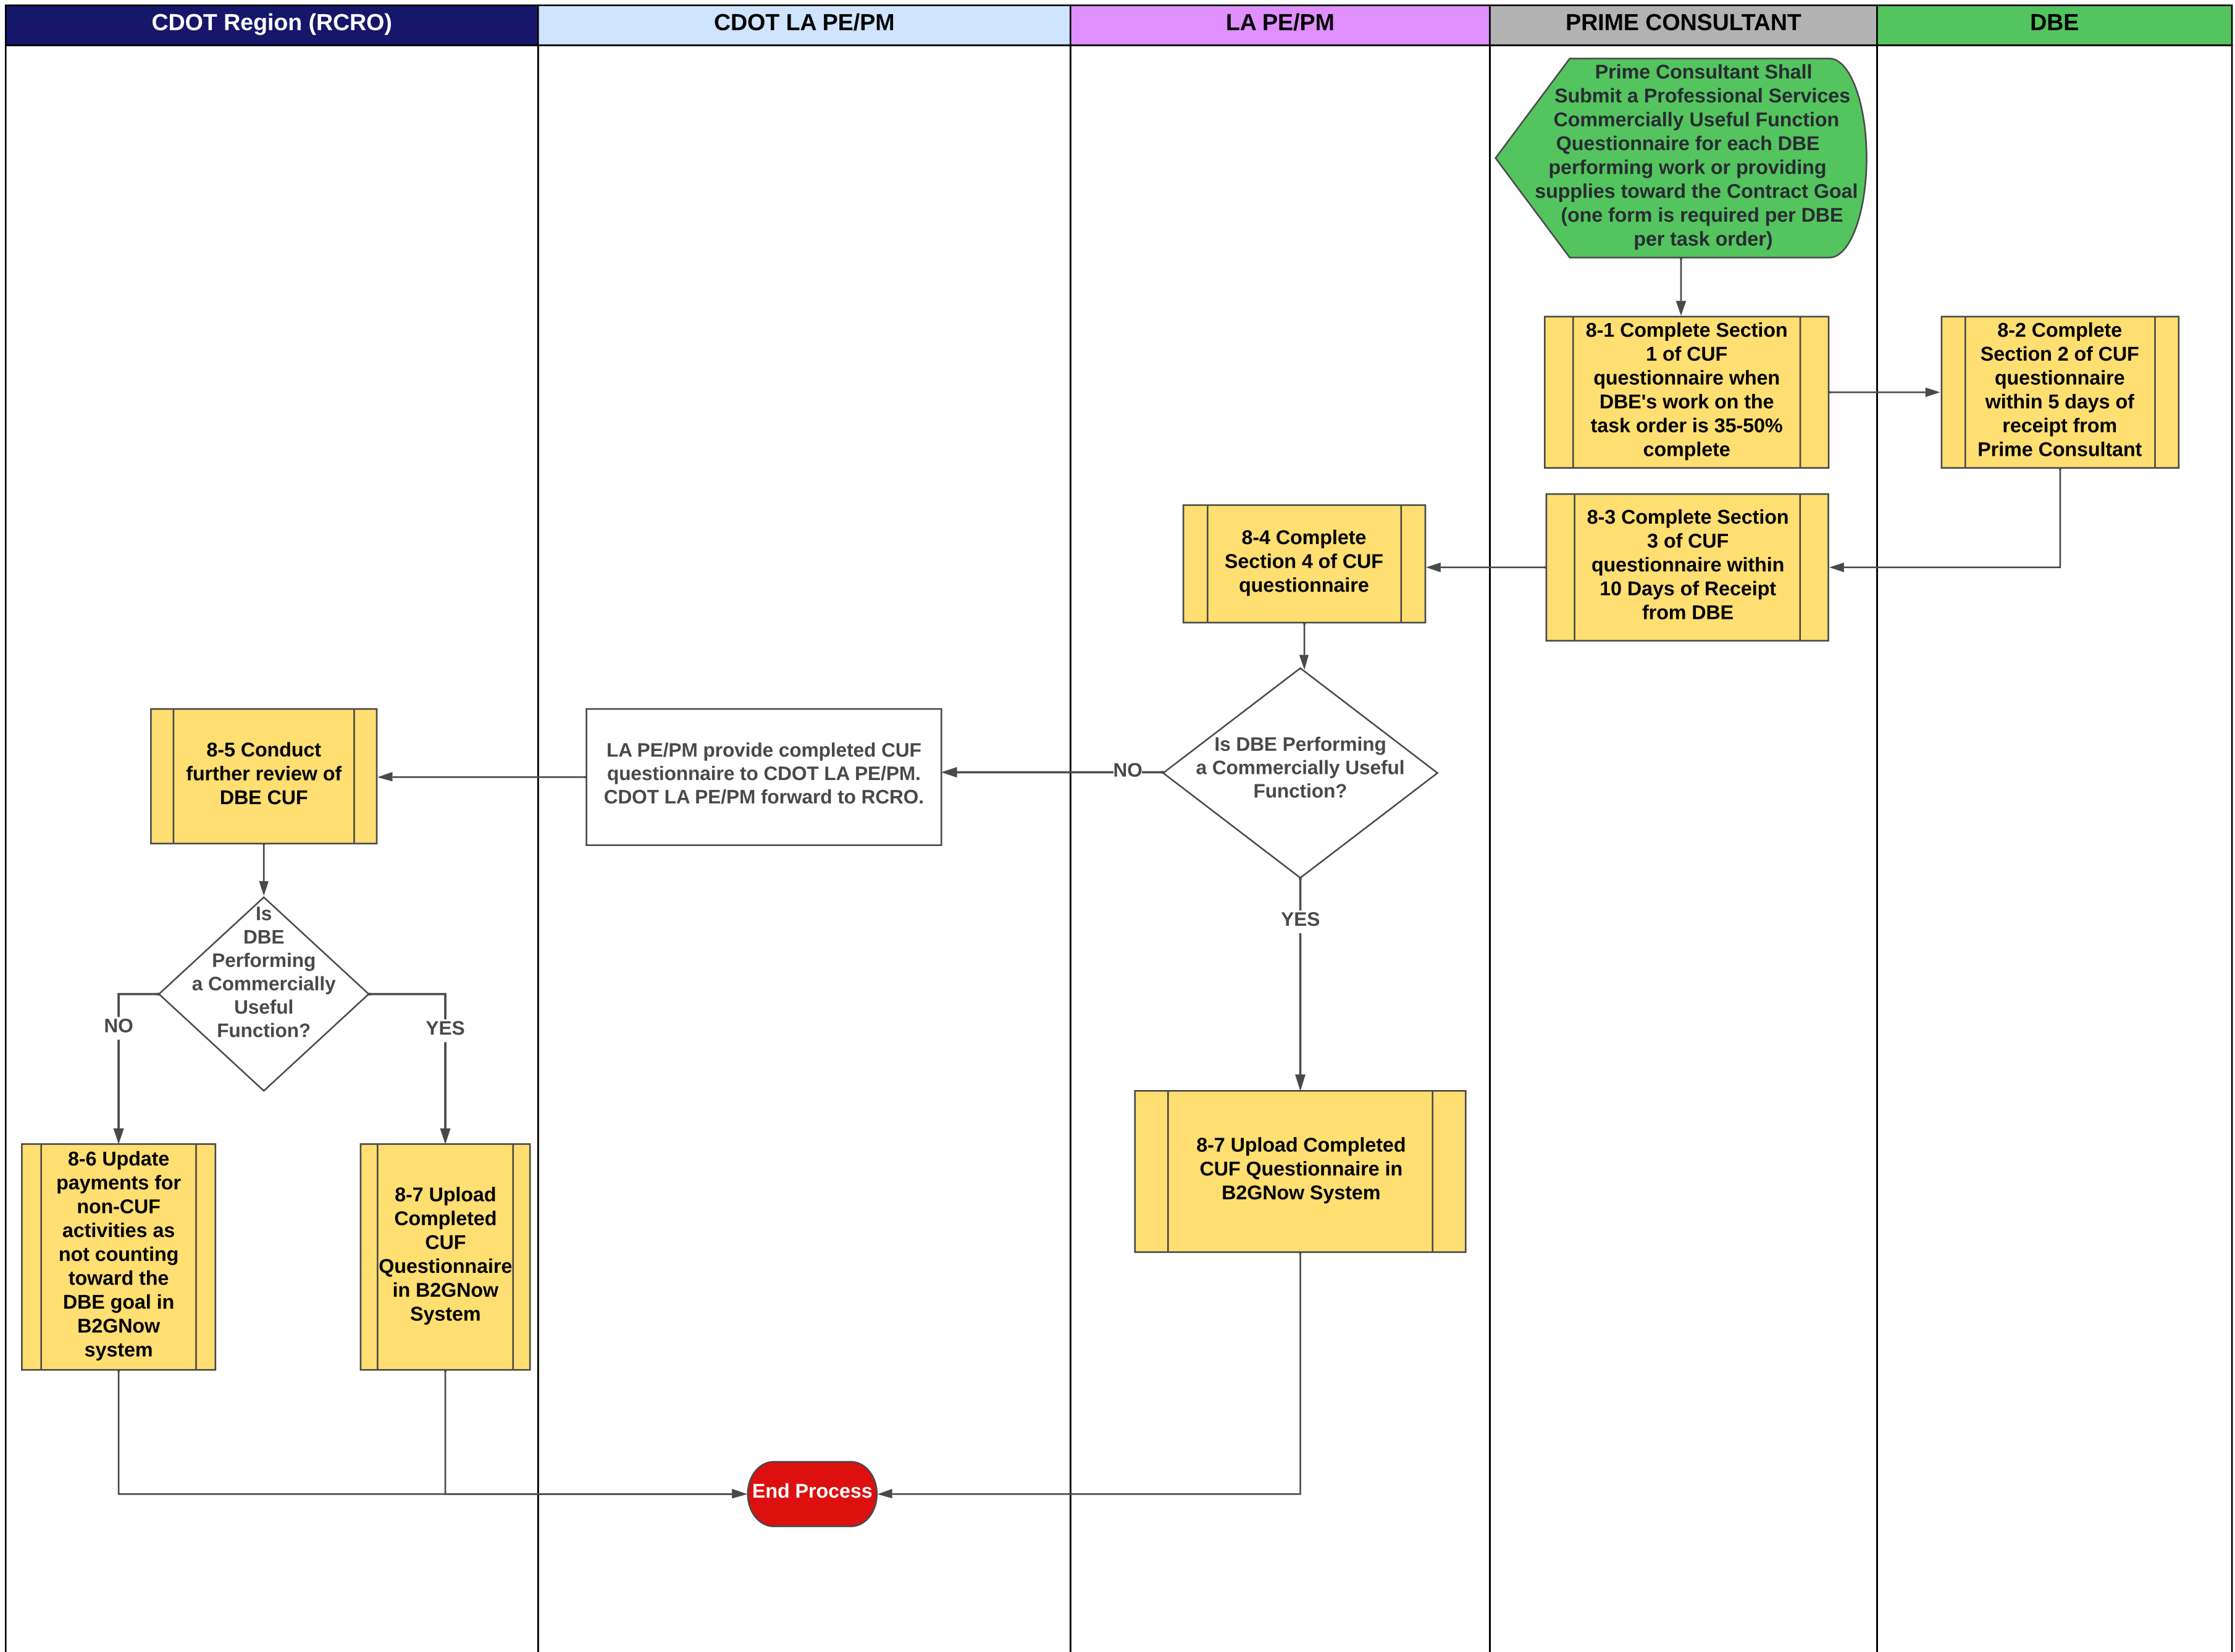 CDOT Region (RCRO)
CDOT LA PE/PM
LA PE/PM
PRIME CONSULTANT
DBE
Prime Consultant Shall
Submit a Professional Services
Commercially Useful Function
Questionnaire for each DBE
performing work or providing
supplies toward the Contract Goal
(one form is required per DBE
per task order)
8-1 Complete Section
1 of CUF
questionnaire when
DBE's work on the
task order is 35-50%
complete
8-2 Complete
Section 2 of CUF
questionnaire
within 5 days of
receipt from
Prime Consultant
8-3 Complete Section
3 of CUF
questionnaire within
10 Days of Receipt
from DBE
8-4 Complete
Section 4 of CUF
questionnaire
Is DBE Performing
a Commercially Useful
Function?
NO
LA PE/PM provide completed CUF
questionnaire to CDOT LA PE/PM.
CDOT LA PE/PM forward to RCRO.
8-5 Conduct
further review of
DBE CUF
YES
Is
DBE
Performing
a Commercially
Useful
Function?
NO
YES
8-6 Update
payments for
non-CUF
activities as
not counting
toward the
DBE goal in
B2GNow
system
8-7 Upload
Completed
CUF
Questionnaire
in B2GNow
System
8-7 Upload Completed
CUF Questionnaire in
B2GNow System
End Process